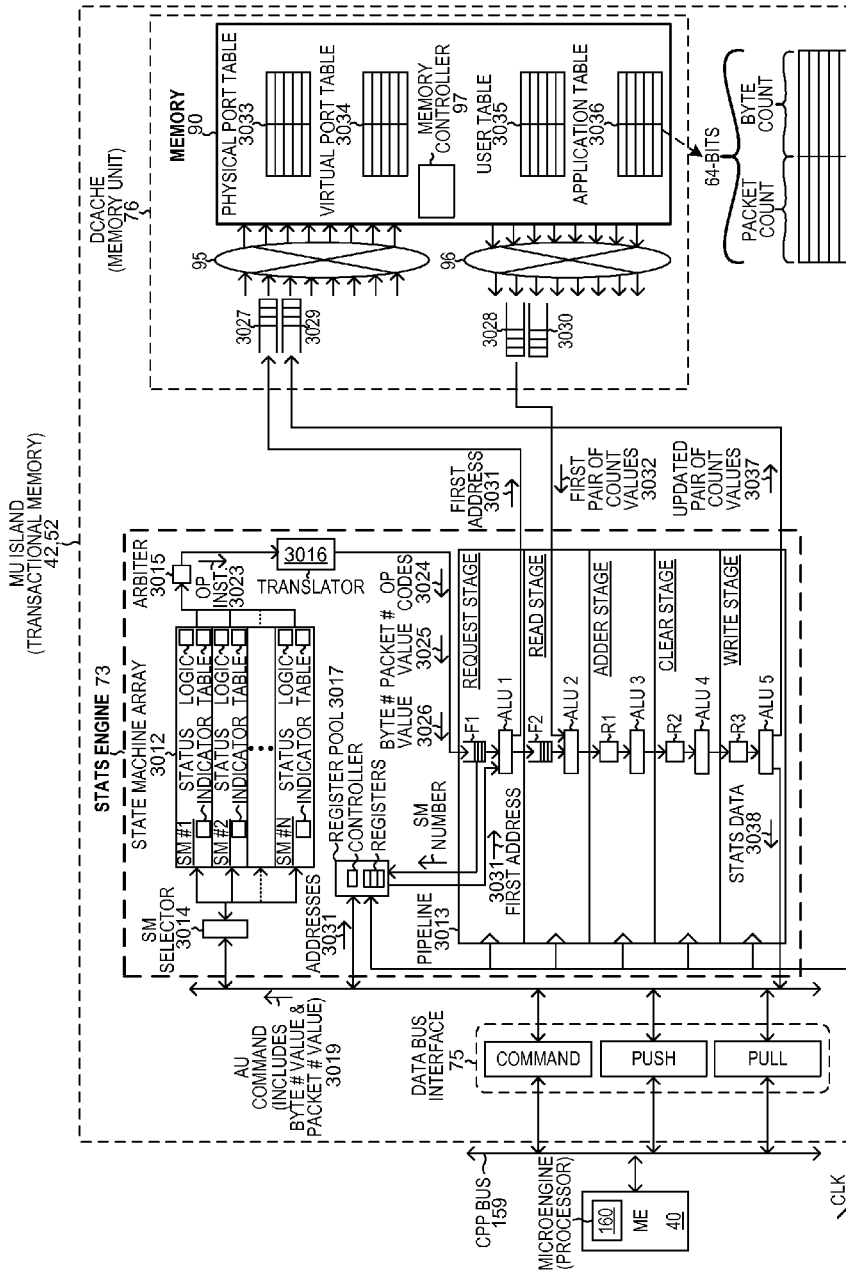 MU ISLAND
(TRANSACTIONAL MEMORY)
42,52
DCACHE
(MEMORY UNIT)
76
MEMORY
90
PHYSICAL PORT TABLE
3033
VIRTUAL PORT TABLE
3034
MEMORY
CONTROLLER
97
USER TABLE
3035
APPLICATION TABLE
3036
95
96
3027
3029
3028
3030
64-BITS
PACKET
COUNT
BYTE
COUNT
STATS ENGINE 73
STATE MACHINE ARRAY
3012
SM #1
STATUS LOGIC
INDICATOR TABLE
SM #2
STATUS LOGIC
INDICATOR TABLE
SM #N
STATUS LOGIC
INDICATOR TABLE
ARBITER
3015
OP
INST.
3023
3016
TRANSLATOR
SM
SELECTOR
3014
ADDRESSES
3031
REGISTER POOL 3017
CONTROLLER
REGISTERS
SM
NUMBER
3031
FIRST ADDRESS
BYTE #
VALUE
3026
PACKET #
VALUE
3025
OP
CODES
3024
PIPELINE
3013
REQUEST STAGE
F1
ALU 1
READ STAGE
F2
ALU 2
ADDER STAGE
R1
ALU 3
CLEAR STAGE
R2
ALU 4
WRITE STAGE
R3
ALU 5
STATS DATA
3038
FIRST
ADDRESS
3031
FIRST PAIR OF
COUNT
VALUES
3032
UPDATED
PAIR OF
COUNT
VALUES
3037
AU
COMMAND
(INCLUDES
BYTE # VALUE &
PACKET # VALUE)
3019
DATA BUS
INTERFACE
75
COMMAND
PUSH
PULL
CPP BUS
159
MICROENGINE
(PROCESSOR)
160
ME
40
CLK